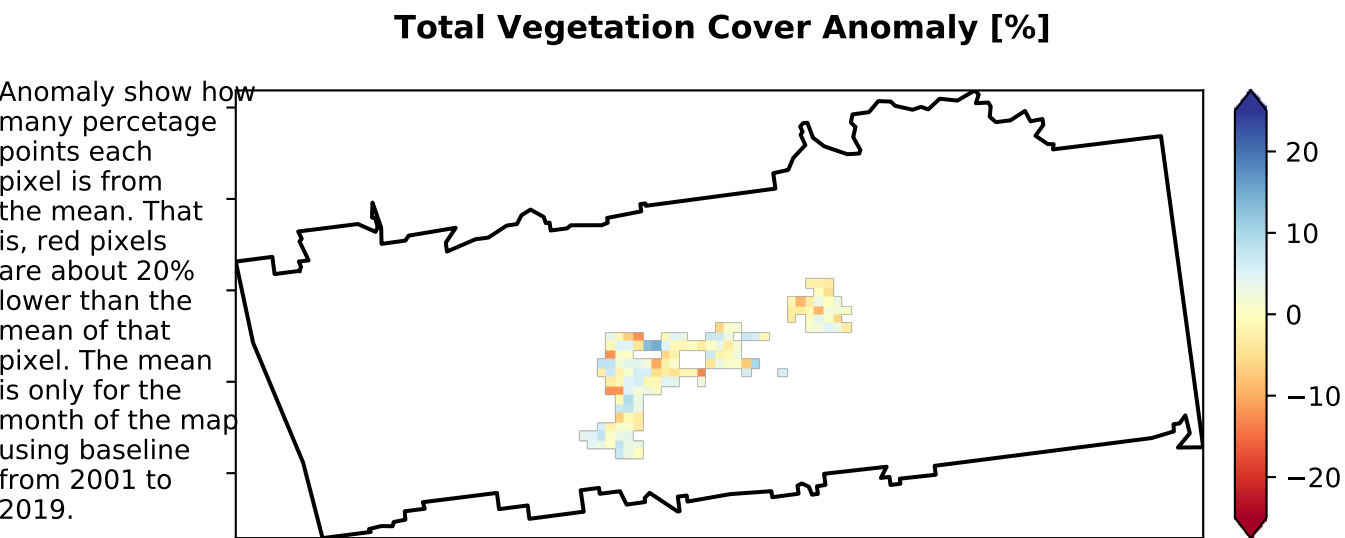 Total Vegetation Cover Anomaly [%]
Anomaly show how
many percetage
points each
pixel is from
the mean. That
is, red pixels
are about 20%
lower than the
mean of that
pixel. The mean
is only for the
month of the map
using baseline
from 2001 to
2019.
20
10
0
−10
−20